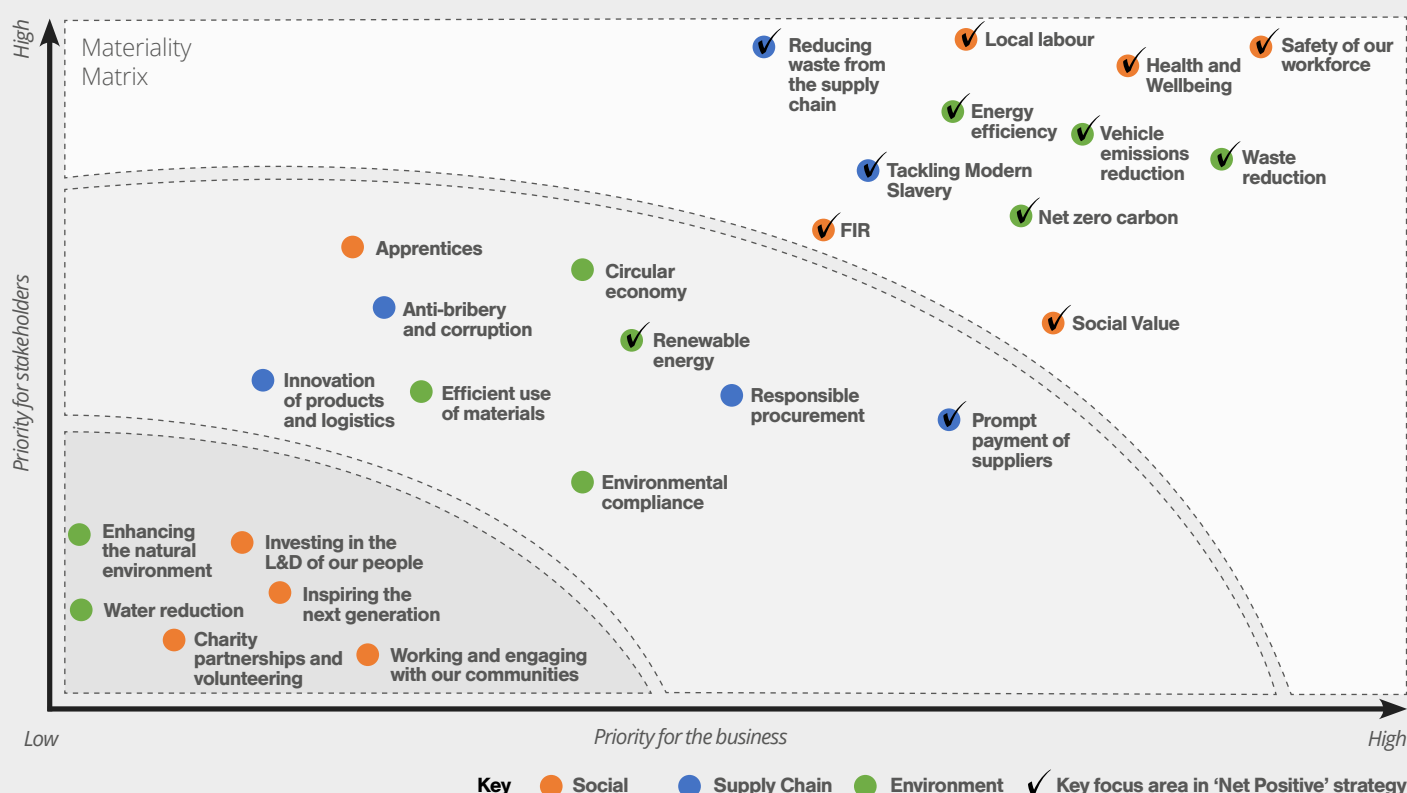 High
Materiality
Matrix
Reducing
waste from
the supply
chain
Local labour
Health and
Wellbeing
Safety of our
workforce
Energy
efficiency
Vehicle
emissions
reduction
Waste
reduction
Tackling Modern
Slavery
Net zero carbon
FIR
Apprentices
Circular
economy
Anti-bribery
and corruption
Social Value
Renewable
energy
Innovation
of products
and logistics
Efficient use
of materials
Responsible
procurement
Prompt
payment of
suppliers
Environmental
compliance
Priority for stakeholders
Enhancing
the natural
environment
Investing in the
L&D of our people
Inspiring the
next generation
Water reduction
Charity
partnerships and
volunteering
Working and engaging
with our communities
Low
Priority for the business
High
Key
Social
Supply Chain
Environment
Key focus area in ‘Net Positive’ strategy